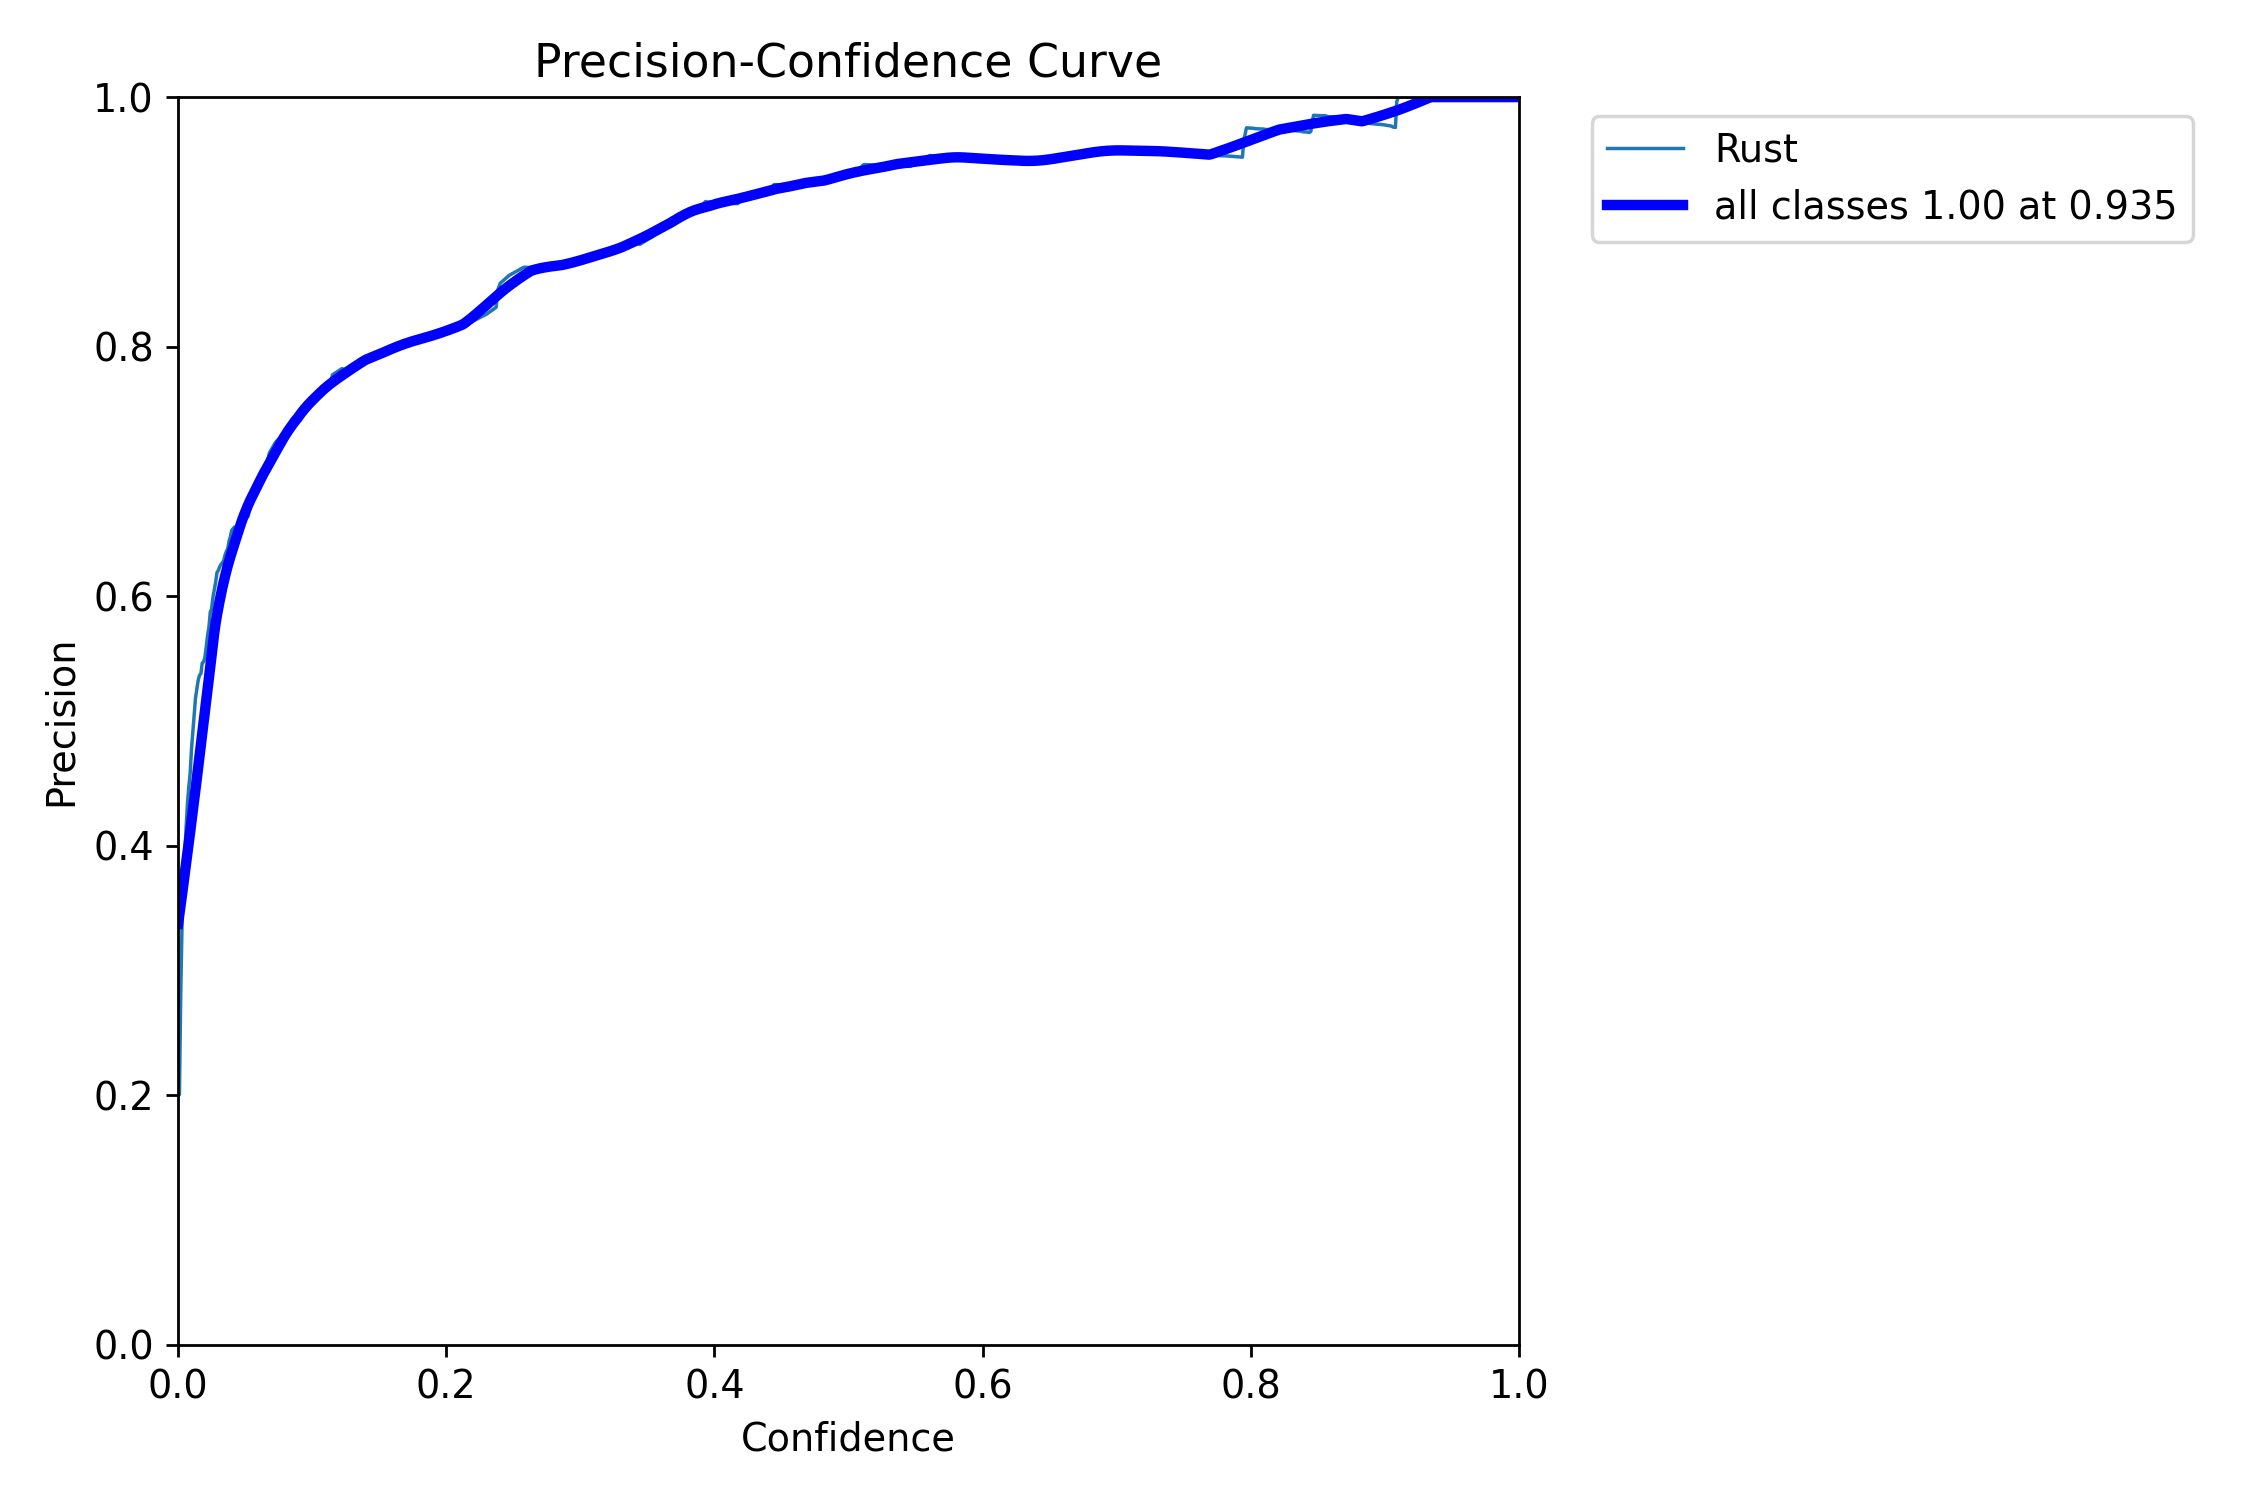 Precision-Confidence Curve
Rust
all classes 1.00 at 0.935
1.0
0.8
0.6
0.4
0.2
0.0
Precision
0.0 0.2 0.4 0.6 0.8 1.0
Confidence